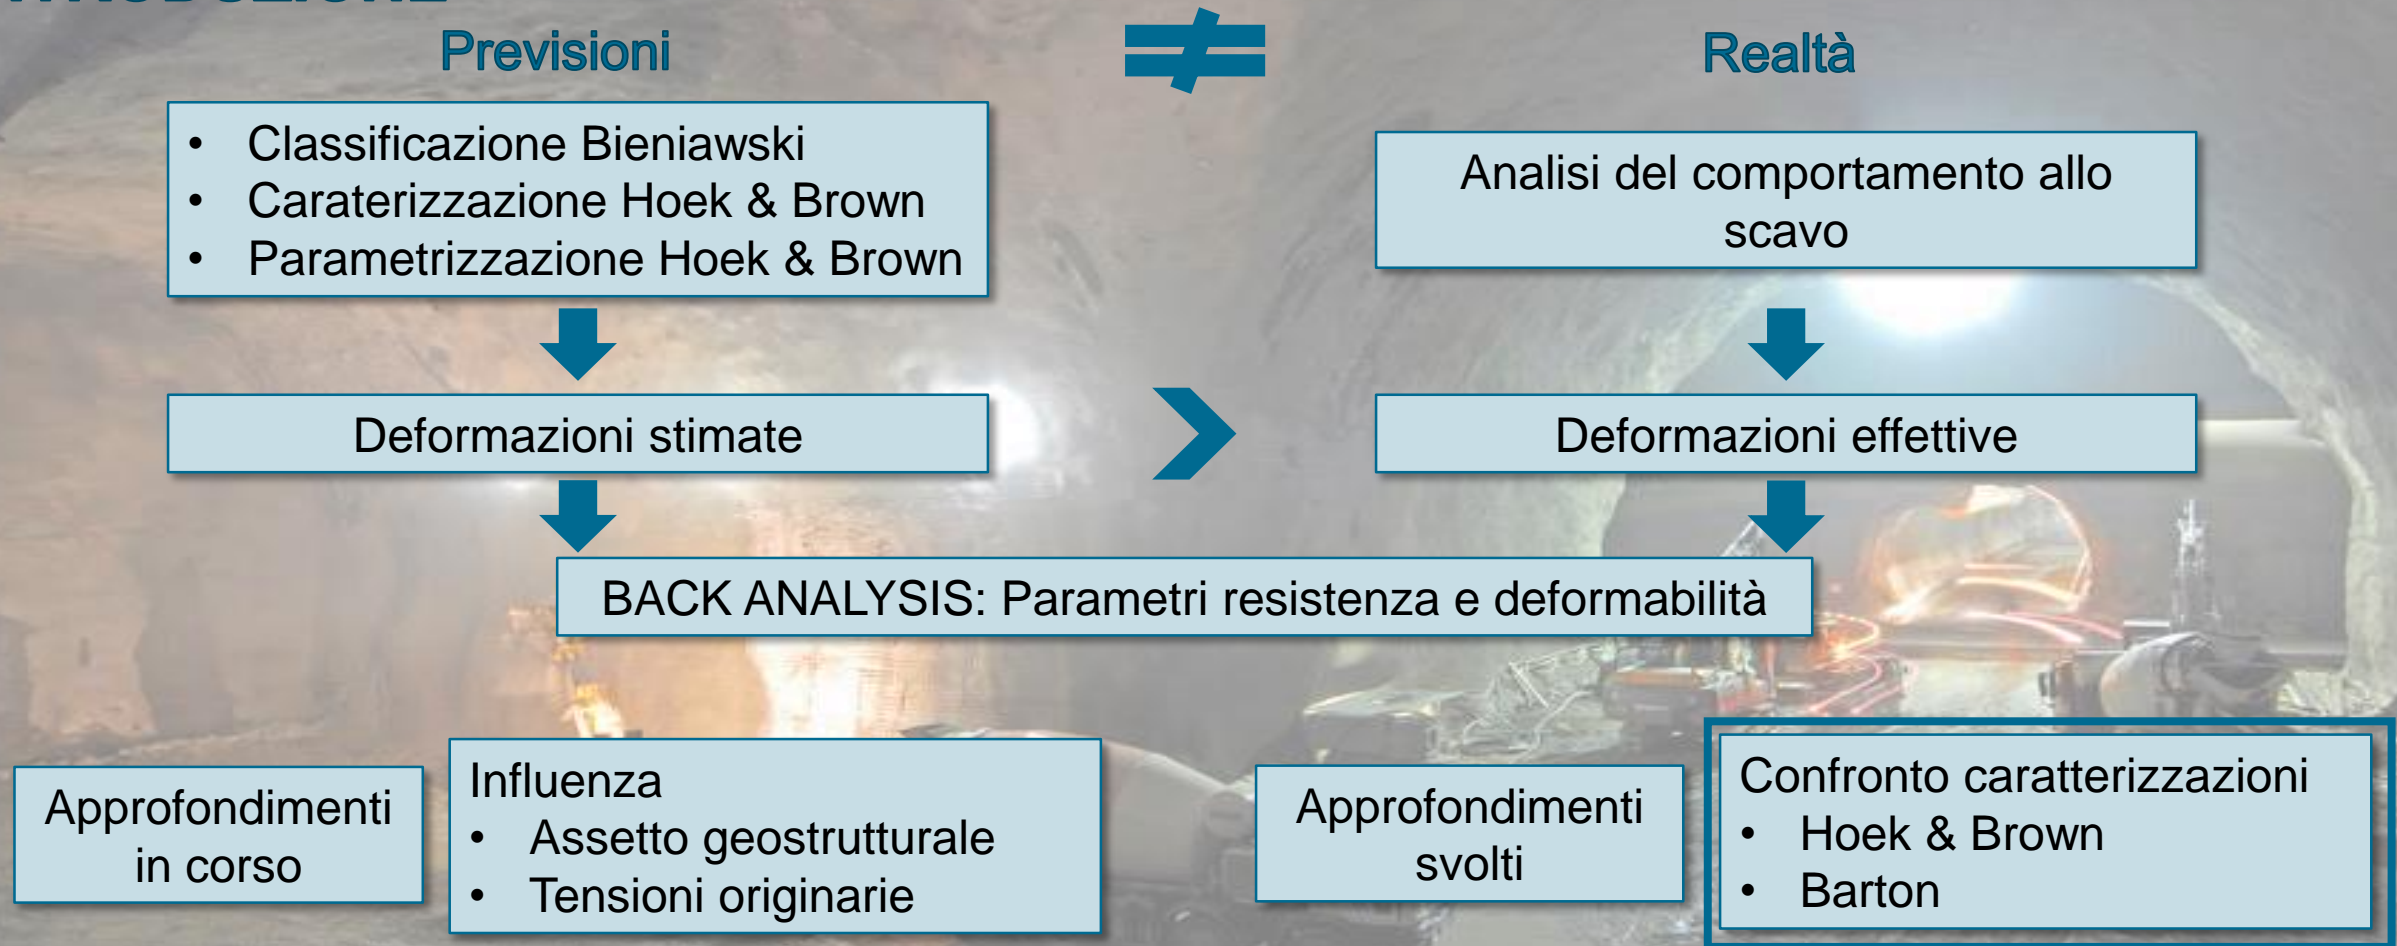 Previsioni
≠
Realtà
• Classificazione Bieniawski
• Caraterizzazione Hoek & Brown
• Parametrizzazione Hoek & Brown
Analisi del comportamento allo
scavo
Deformazioni stimate
>
Deformazioni effettive
BACK ANALYSIS: Parametri resistenza e deformabilità
Approfondimenti
in corso
Influenza
• Assetto geostrutturale
• Tensioni originarie
Approfondimenti
svolti
Confronto caratterizzazioni
• Hoek & Brown
• Barton